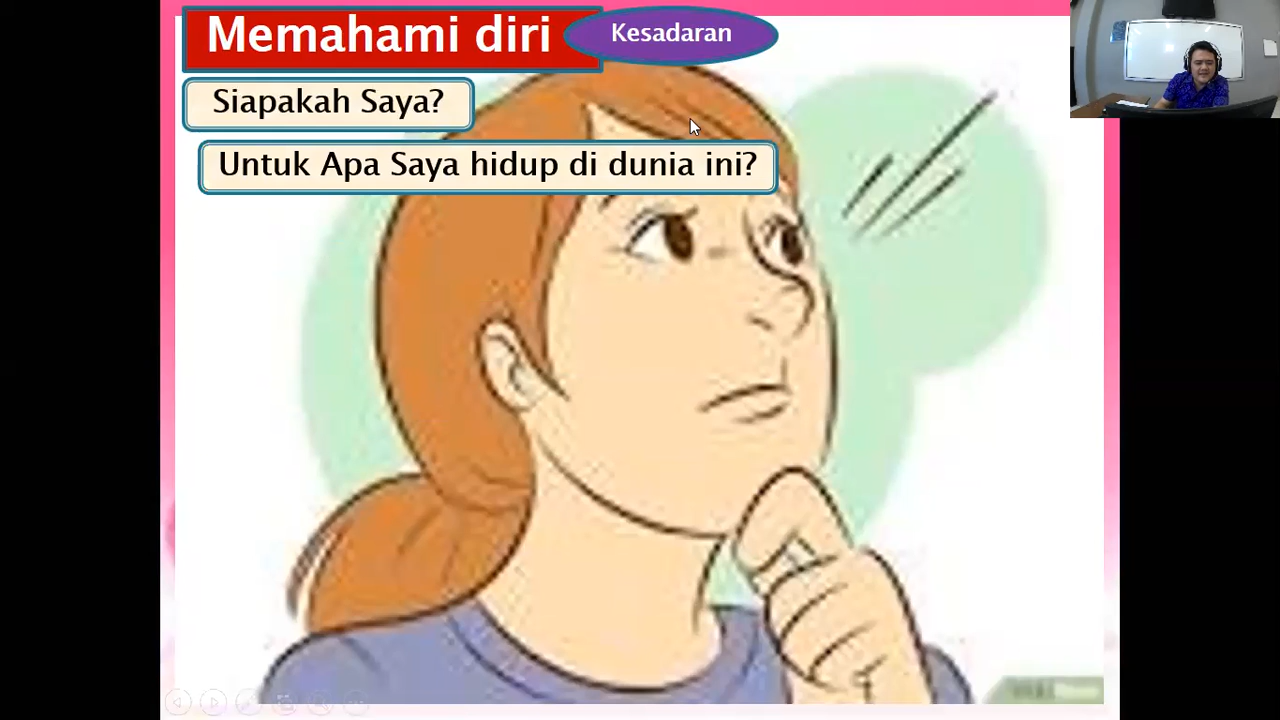 Memahami diri
Kesadaran
Siapakah Saya?
Untuk Apa Saya hidup di dunia ini?